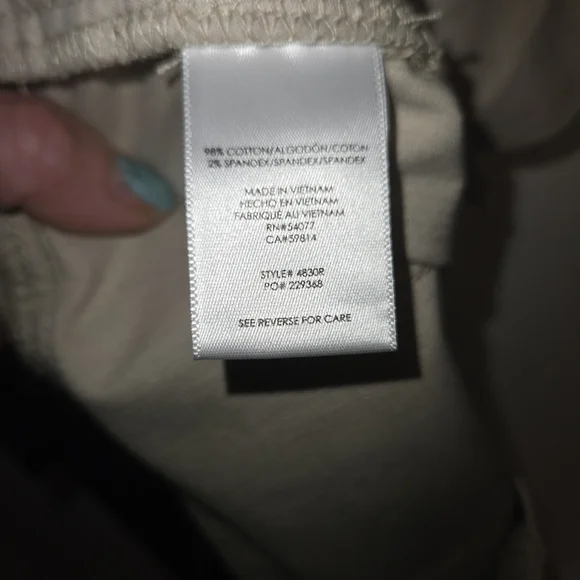 98% COTTON/ALGODÓN/COTON
2% SPANDEX/SPANDEX/SPANDEX
MADE IN VIETNAM
HECHO EN VIETNAM
FABRIQUÉ AU VIETNAM
RN#54077
CA#59814
STYLE# 4830R
PO# 229368
SEE REVERSE FOR CARE